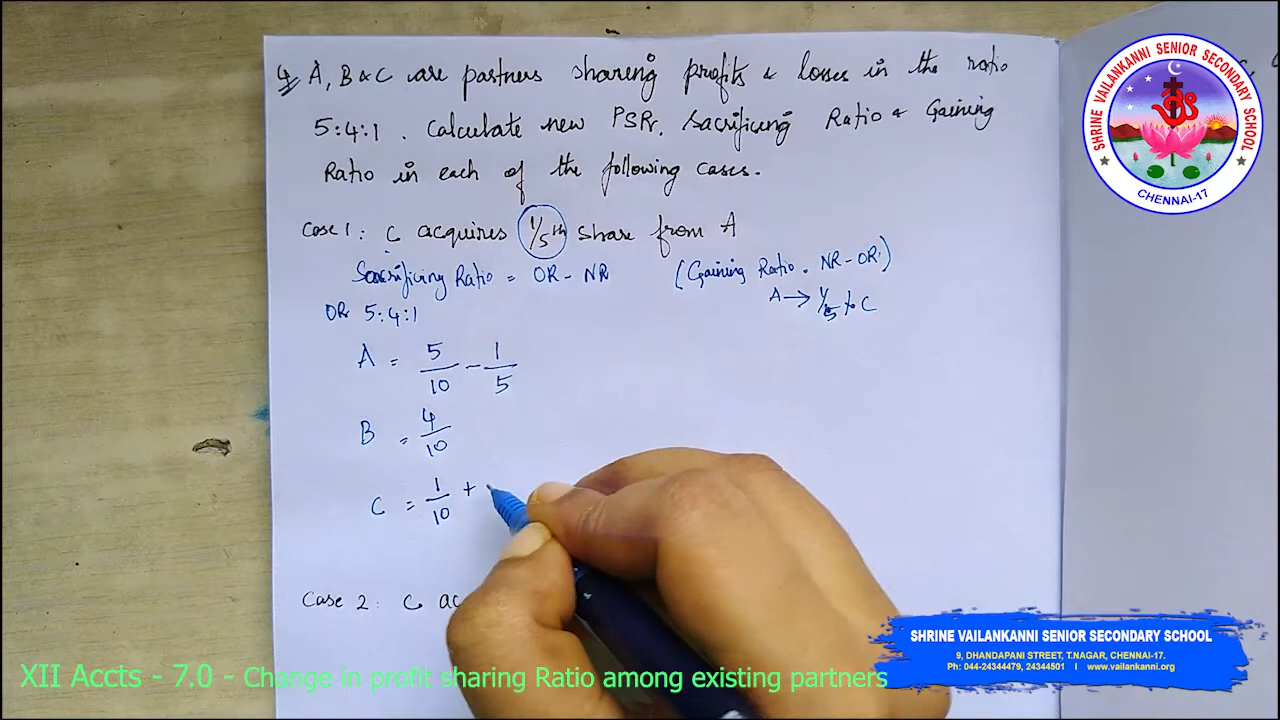 4 A, B & C are partners sharing profits & losses in the ratio
5:4:1. Calculate new PSR, Sacrificing Ratio & Gaining
Ratio in each of the following cases.
Case 1: C acquires 1/5th share from A
Sacrificing Ratio = OR - NR (Gaining Ratio = NR - OR)
A → 1/5 to C
OR 5:4:1
A = 5/10 - 1/5
B = 4/10
C = 1/10 +
Case 2: C ac
SHRINE VAILANKANNI SENIOR SECONDARY SCHOOL
CHENNAI-17
SHRINE VAILANKANNI SENIOR SECONDARY SCHOOL
9, DHANDAPANI STREET, T.NAGAR, CHENNAI-17.
Ph: 044-24344479, 24344501 I www.vailankanni.org
XII Accts - 7.0 - Change in profit sharing Ratio among existing partners